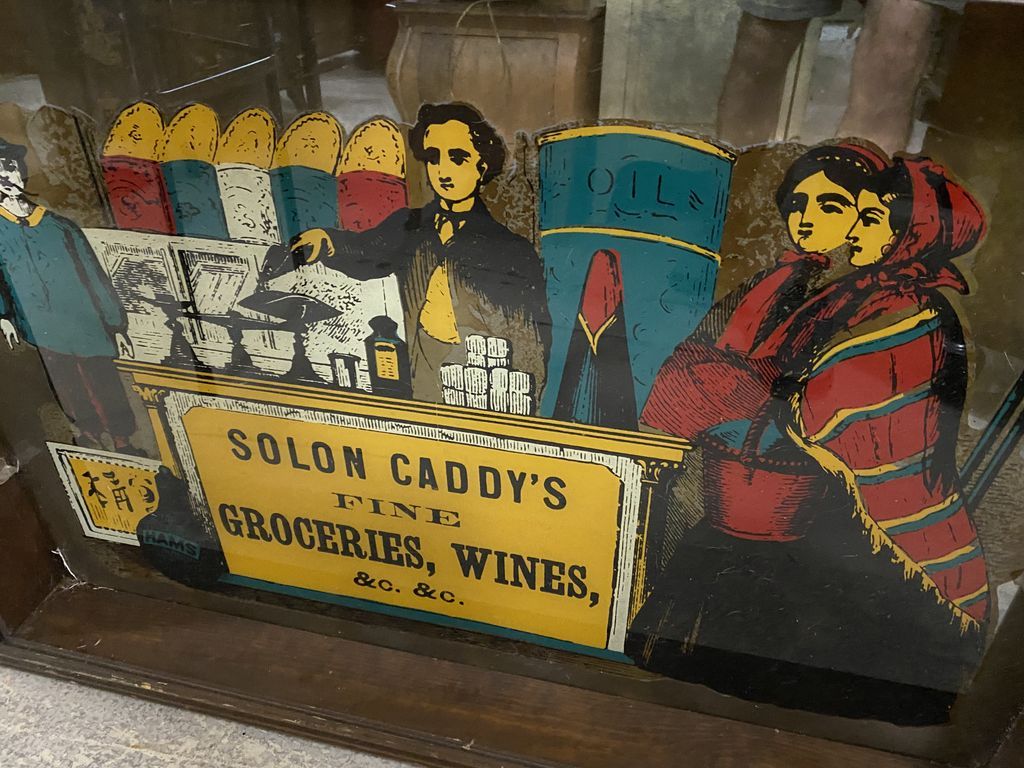 OIL
SOLON CADDY'S
FINE
GROCERIES, WINES,
&c. &c.
HAMS